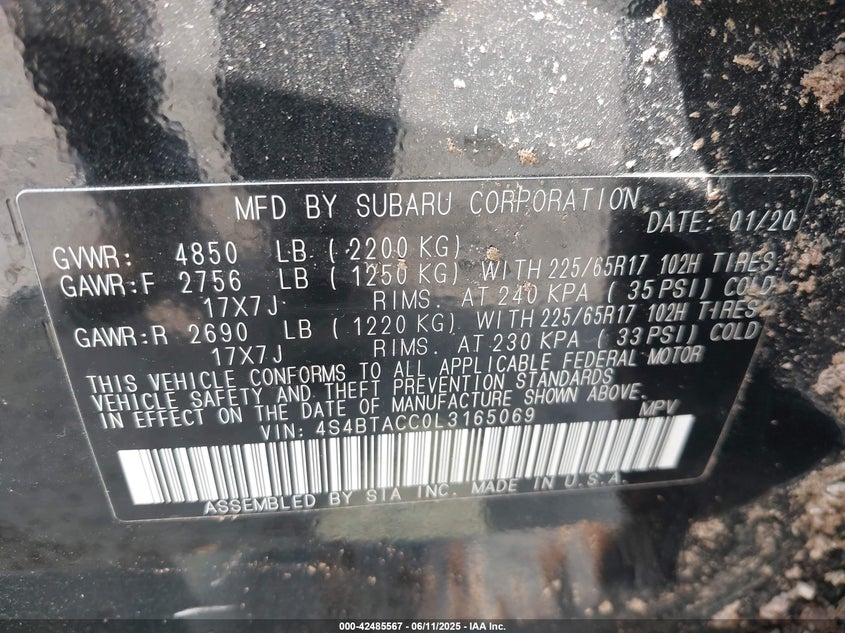 MFD BY SUBARU CORPORATION
DATE: 01/20
GVWR: 4850 LB ( 2200 KG)
GAWR:F 2756 LB ( 1250 KG) WITH 225/65R17 102H TIRES.
17X7J RIMS. AT 240 KPA ( 35 PSI) COLD
GAWR:R 2690 LB ( 1220 KG) WITH 225/65R17 102H TIRES
17X7J RIMS. AT 230 KPA ( 33 PSI) COLD
THIS VEHICLE CONFORMS TO ALL APPLICABLE FEDERAL MOTOR
VEHICLE SAFETY AND THEFT PREVENTION STANDARDS
IN EFFECT ON THE DATE OF MANUFACTURE SHOWN ABOVE.
VIN: 4S4BTACC0L3165069 MPV
ASSEMBLED BY SIA INC. MADE IN U.S.A.
000-42485567 - 06/11/2025 - IAA Inc.